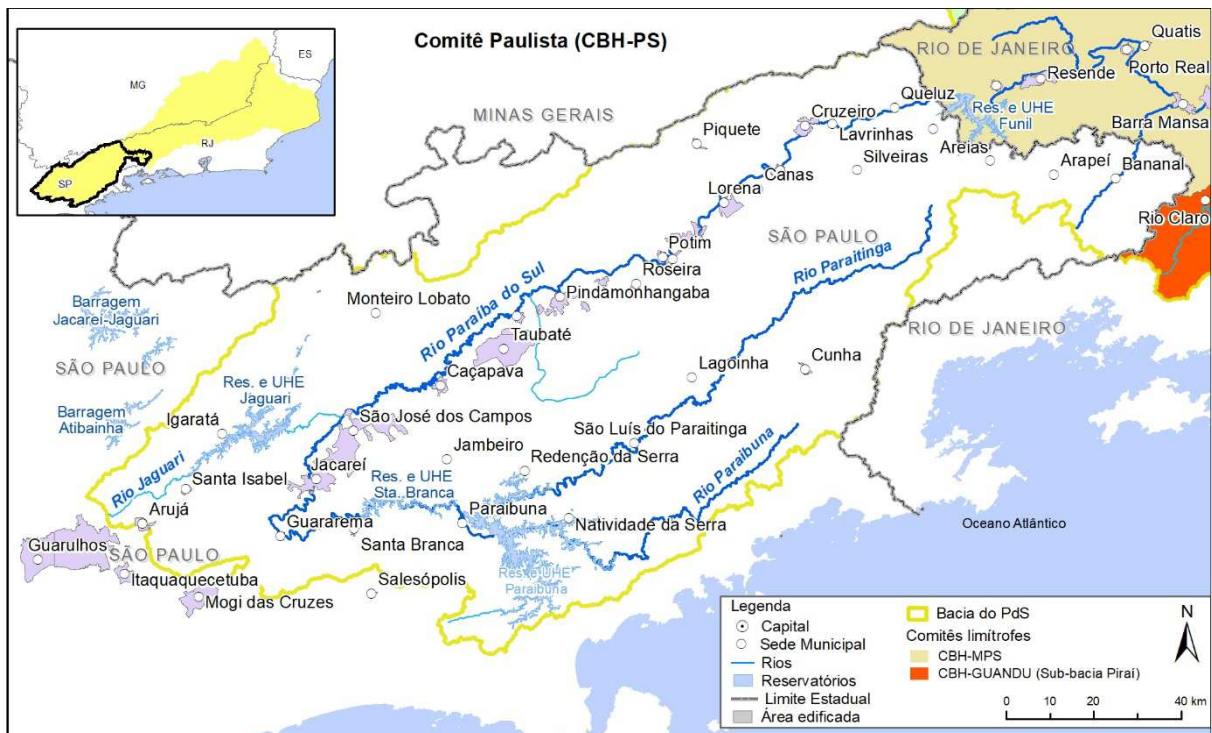 Comitê Paulista (CBH-PS)
ES
MG
RJ
SP
MINAS GERAIS
RIO DE JANEIRO
Quatis
Porto Real
Resende
Res. e UHE
Funil
Barra Mansa
Queluz
Cruzeiro
Lavrinhas
Piquete
Silveiras
Areias
Arapeí
Bananal
Canas
Lorena
Rio Claro
Potim
SÃO PAULO
Roseira
Rio Paraitinga
Pindamonhangaba
Rio Paraiba do Sul
Monteiro Lobato
Barragem
Jacareí-Jaguari
Taubaté
RIO DE JANEIRO
SÃO PAULO
Res. e UHE
Jaguari
Caçapava
Lagoinha
Cunha
Barragem
Atibainha
Igaratá
São José dos Campos
São Luís do Paraitinga
Jambeiro
Redenção da Serra
Rio Paraibuna
Rio Jaguari
Santa Isabel
Jacareí
Res. e UHE
Sta. Branca
Arujá
Guararema
Paraibuna
Natividade da Serra
Oceano Atlântico
Santa Branca
Guarulhos
SÃO PAULO
Itaquaquecetuba
Res. e UHE
Paraibuna
Salesópolis
Mogi das Cruzes
Legenda
Capital
Sede Municipal
Rios
Reservatórios
Limite Estadual
Área edificada
Bacia do PdS
Comitês limítrofes
CBH-MPS
CBH-GUANDU (Sub-bacia Piraí)
N
0 10 20 40 km